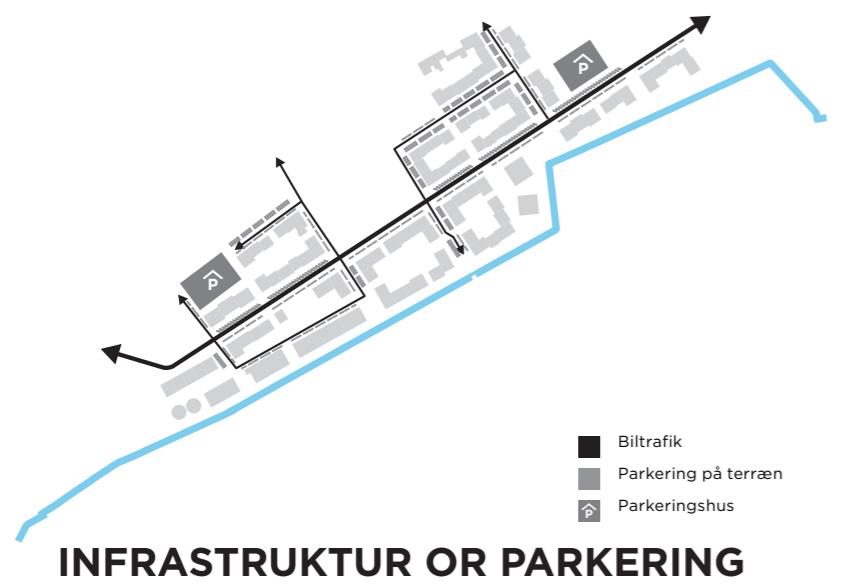 P
P
Biltrafik
Parkering på terræn
P
Parkeringshus
INFRASTRUKTUR OR PARKERING